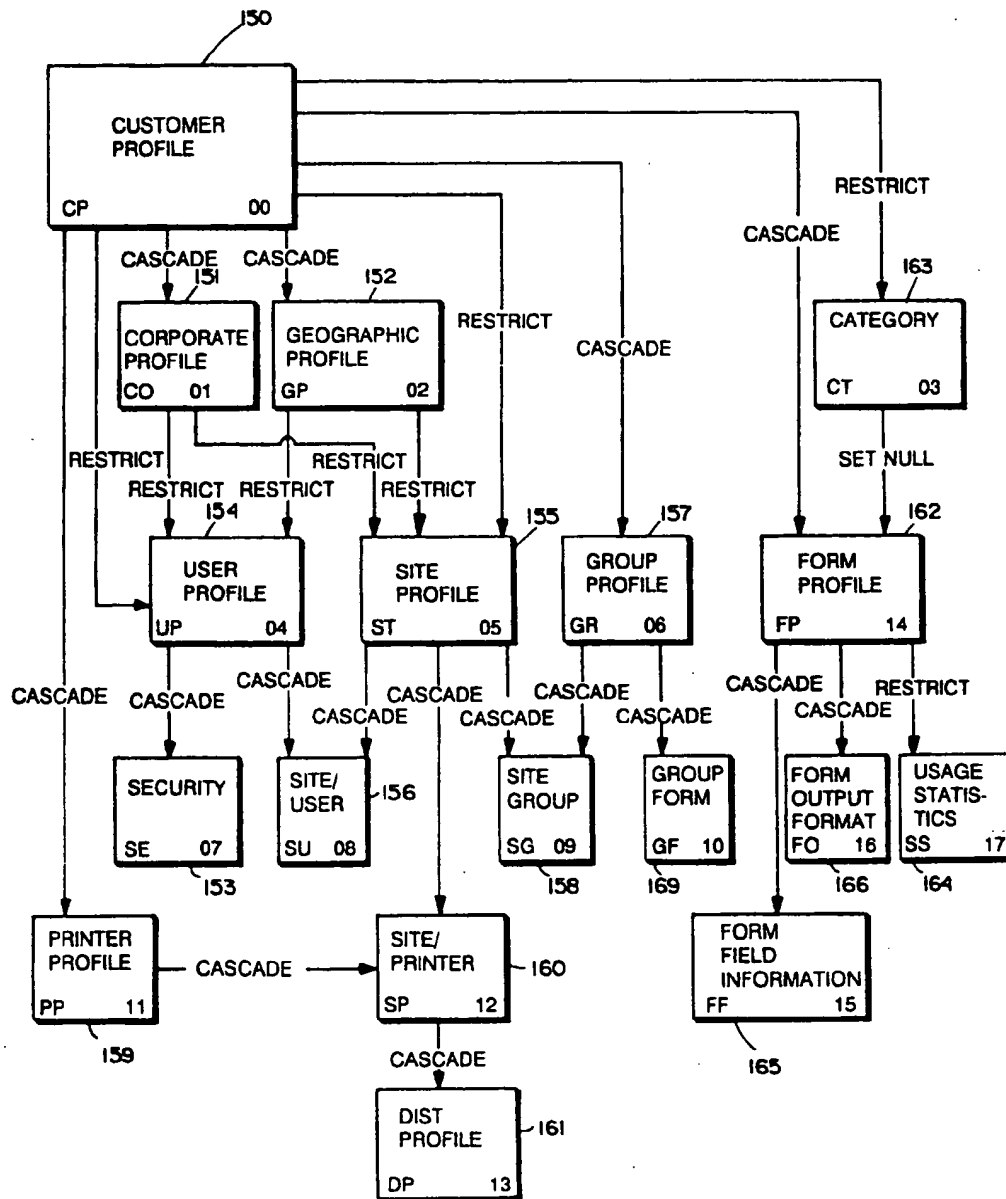 150
CUSTOMER
PROFILE
CP 00
RESTRICT
CASCADE
CASCADE
CASCADE
151
152
163
CORPORATE
PROFILE
CO 01
GEOGRAPHIC
PROFILE
GP 02
RESTRICT
CASCADE
CATEGORY
CT 03
RESTRICT
RESTRICT
RESTRICT
RESTRICT
RESTRICT
SET NULL
154
155
157
162
USER
PROFILE
UP 04
SITE
PROFILE
ST 05
GROUP
PROFILE
GR 06
FORM
PROFILE
FP 14
CASCADE
CASCADE
CASCADE
CASCADE
CASCADE
CASCADE
CASCADE
CASCADE
CASCADE
CASCADE
RESTRICT
SECURITY
SE 07
153
SITE/
USER
SU 08
156
SITE
GROUP
SG 09
158
GROUP
FORM
GF 10
169
FORM
OUTPUT
FORMAT
FO 16
166
USAGE
STATIS-
TICS
SS 17
164
PRINTER
PROFILE
PP 11
159
CASCADE
SITE/
PRINTER
SP 12
160
FORM
FIELD
INFORMATION
FF 15
165
CASCADE
DIST
PROFILE
DP 13
161